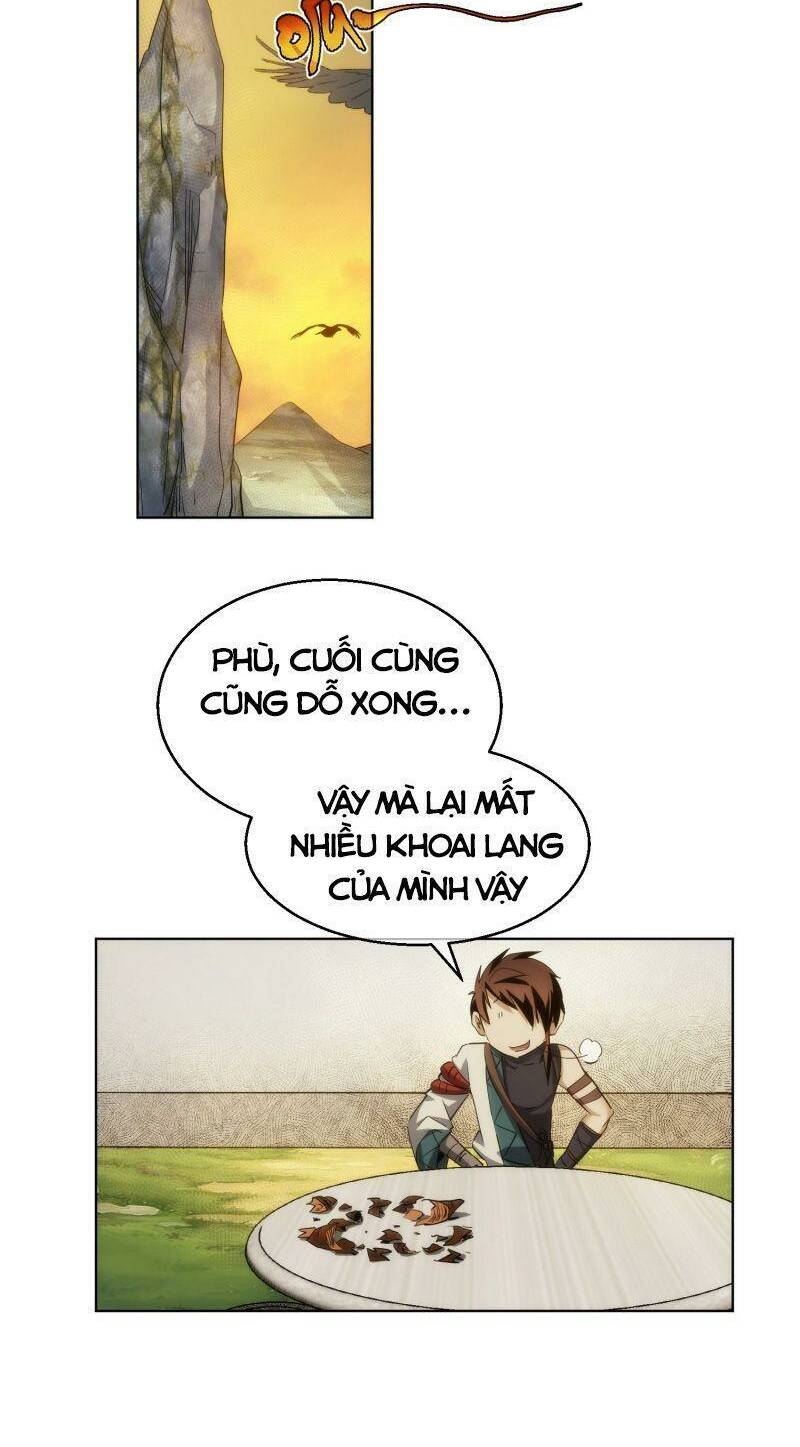 PHÙ, CUỐI CÙNG
CŨNG DỖ XONG...
VẬY MÀ LẠI MẤT
NHIỀU KHOAI LANG
CỦA MÌNH VẬY